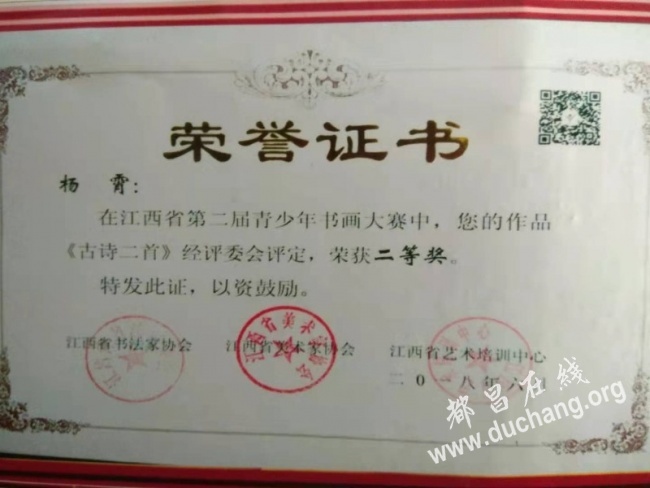 荣誉证书
杨霄：
在江西省第二届青少年书画大赛中，您的作品
《古诗二首》经评委会评定，荣获二等奖。
特发此证，以资鼓励。
江西省书法家协会 江西省美术家协会 江西省艺术培训中心
二〇一八年六
都昌在線
www.duchang.org